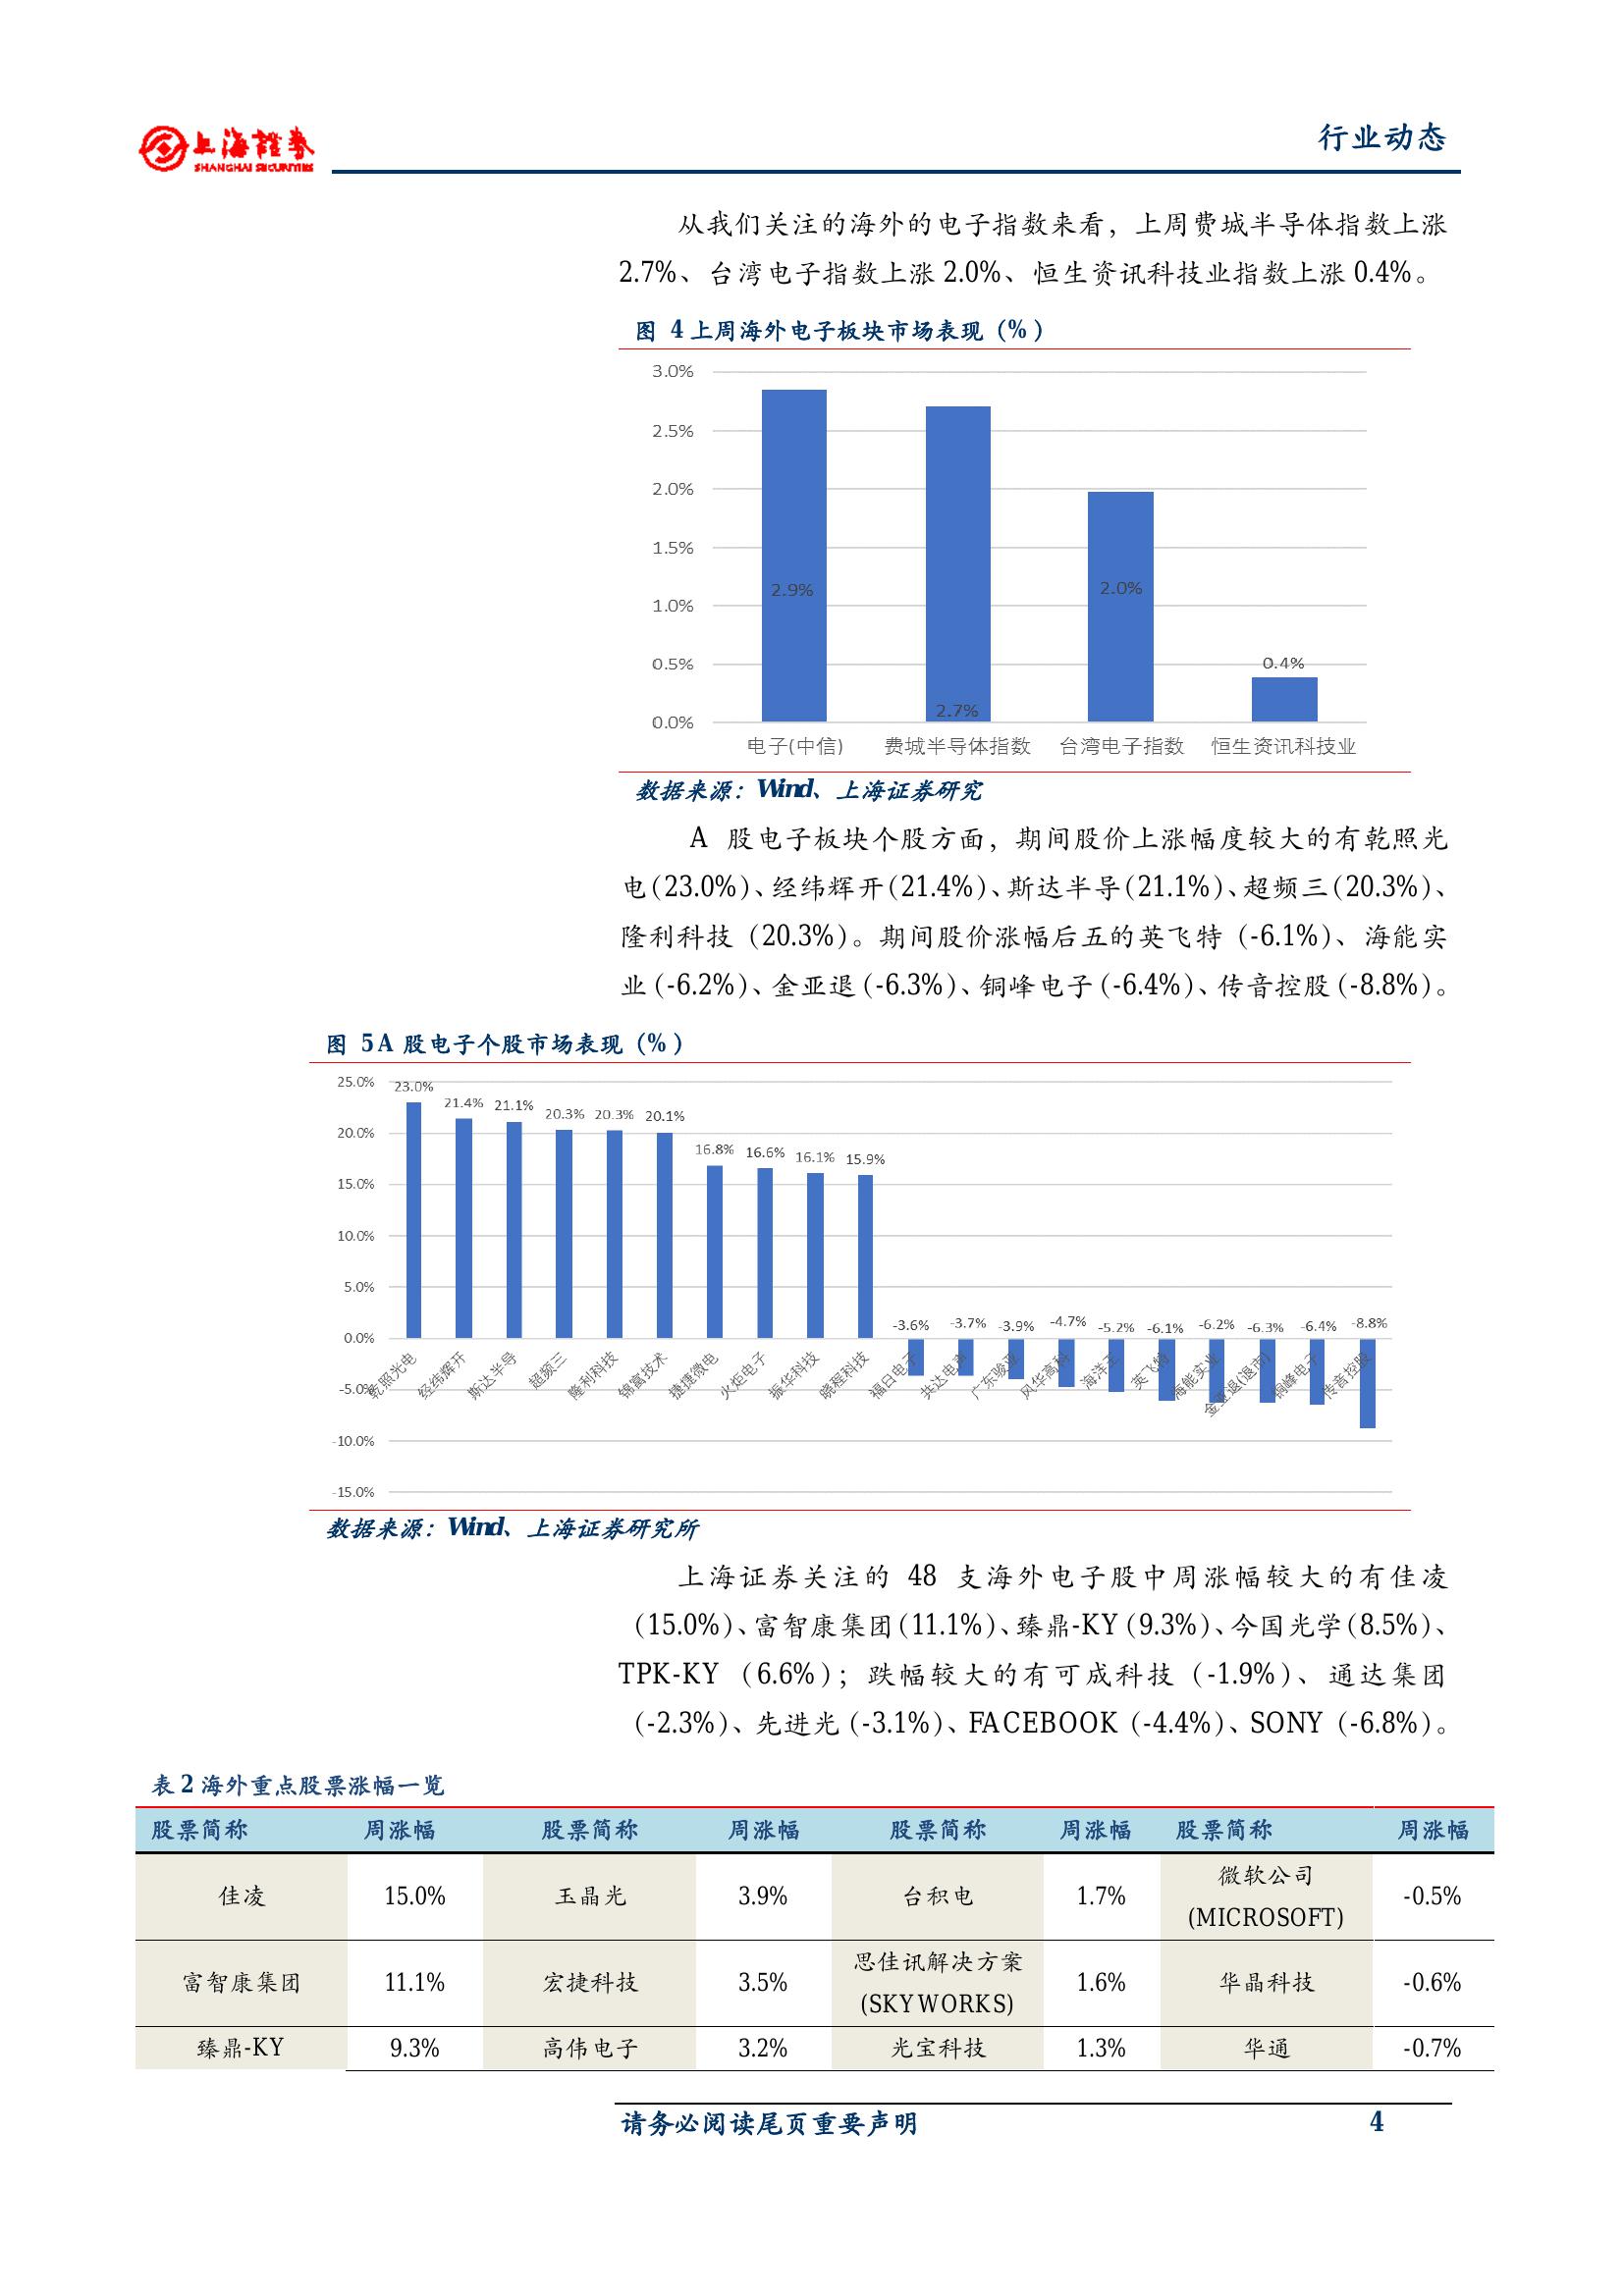 上海證券
SHANGHAI SECURITIES
行业动态
从我们关注的海外的电子指数来看，上周费城半导体指数上涨
2.7%、台湾电子指数上涨 2.0%、恒生资讯科技业指数上涨 0.4%。
图 4 上周海外电子板块市场表现（%）
3.0%
2.5%
2.0%
1.5%
1.0%
0.5%
0.0%
2.9%
2.7%
2.0%
0.4%
电子(中信) 费城半导体指数 台湾电子指数 恒生资讯科技业
数据来源：Wind、上海证券研究
A 股电子板块个股方面，期间股价上涨幅度较大的有乾照光
电（23.0%）、经纬辉开（21.4%）、斯达半导（21.1%）、超频三（20.3%）、
隆利科技（20.3%）。期间股价涨幅后五的英飞特（-6.1%）、海能实
业（-6.2%）、金亚退（-6.3%）、铜峰电子（-6.4%）、传音控股（-8.8%）。
图 5 A 股电子个股市场表现（%）
25.0%
20.0%
15.0%
10.0%
5.0%
0.0%
-5.0%
-10.0%
-15.0%
23.0% 21.4% 21.1% 20.3% 20.3% 20.1% 16.8% 16.6% 16.1% 15.9% -3.6% -3.7% -3.9% -4.7% -5.2% -6.1% -6.2% -6.3% -6.4% -8.8%
乾照光电 经纬辉开 斯达半导 超频三 隆利科技 锦富技术 捷捷微电 火炬电子 振华科技 晓程科技 福日电子 共达电声 广东骏亚 风华高科 海洋王 英飞特 海能实业 金亚退(退市) 铜峰电子 传音控股
数据来源：Wind、上海证券研究所
上海证券关注的 48 支海外电子股中周涨幅较大的有佳凌
（15.0%）、富智康集团（11.1%）、臻鼎-KY（9.3%）、今国光学（8.5%）、
TPK-KY （6.6%）；跌幅较大的有可成科技（-1.9%）、通达集团
（-2.3%）、先进光（-3.1%）、FACEBOOK（-4.4%）、SONY（-6.8%）。
表 2 海外重点股票涨幅一览
股票简称 周涨幅 股票简称 周涨幅 股票简称 周涨幅 股票简称 周涨幅
佳凌 15.0% 玉晶光 3.9% 台积电 1.7% 微软公司
(MICROSOFT) -0.5%
富智康集团 11.1% 宏捷科技 3.5% 思佳讯解决方案
(SKYWORKS) 1.6% 华晶科技 -0.6%
臻鼎-KY 9.3% 高伟电子 3.2% 光宝科技 1.3% 华通 -0.7%
请务必阅读尾页重要声明 4